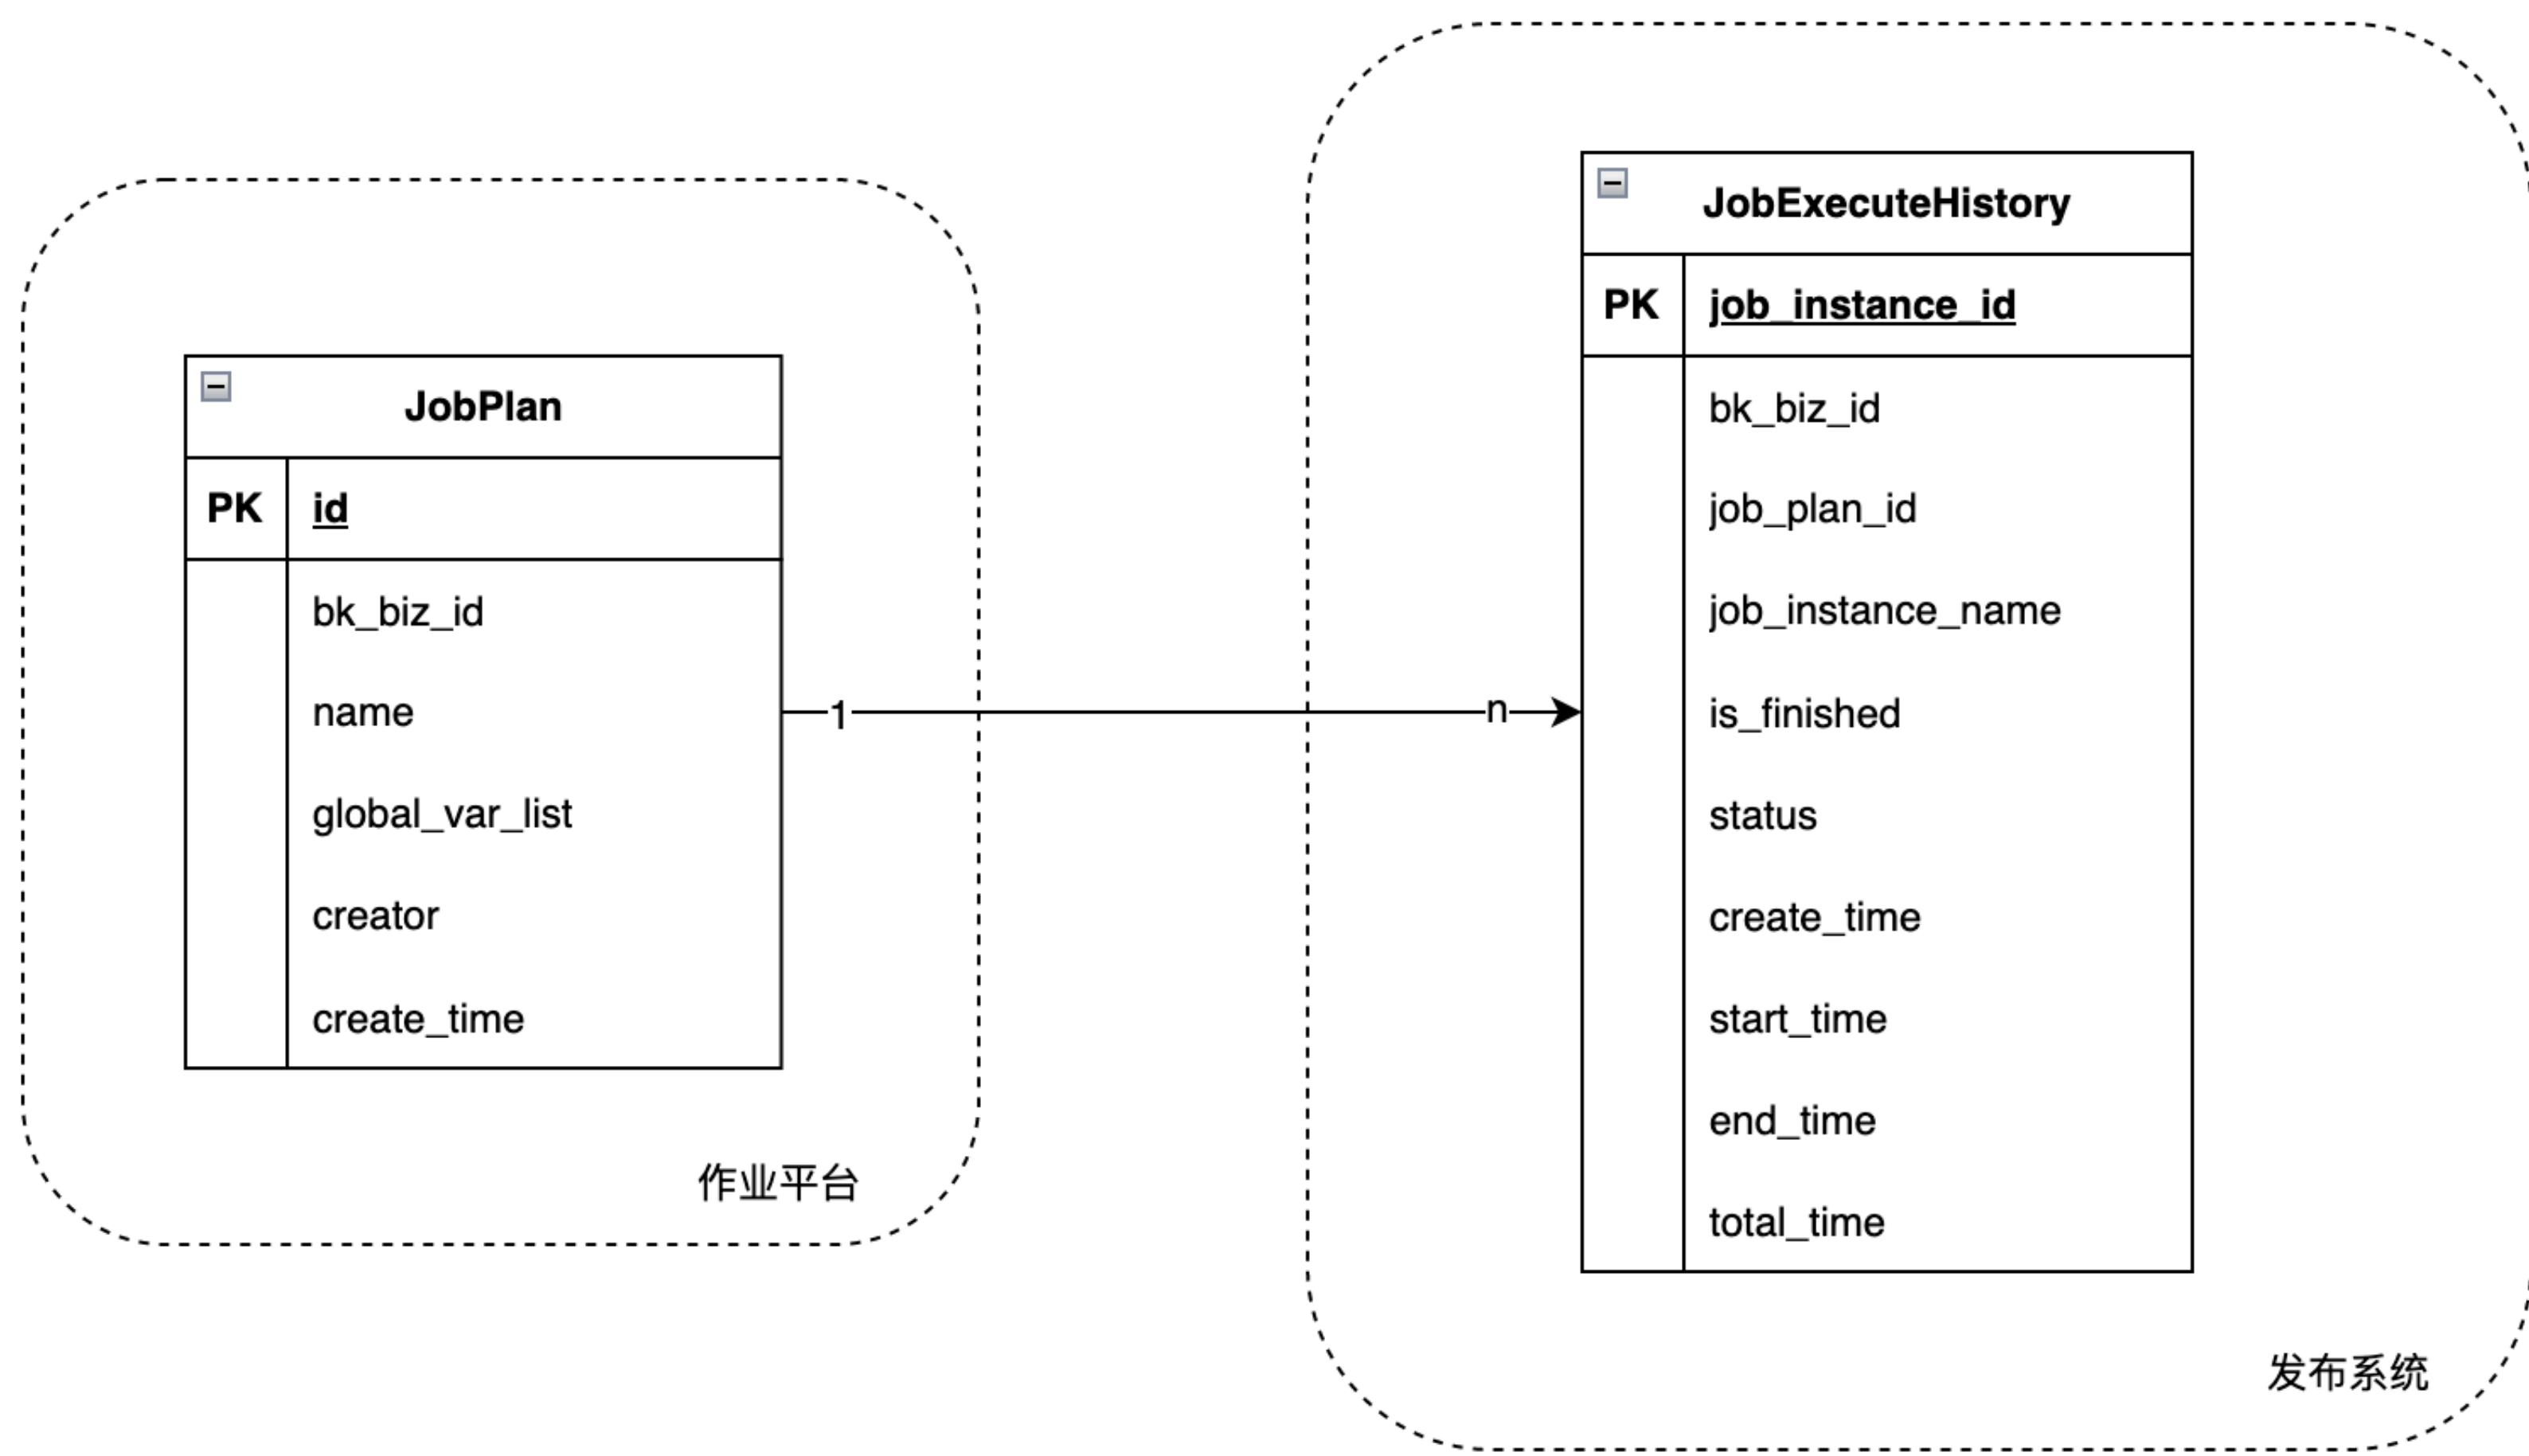 JobPlan
PK id
bk_biz_id
name
global_var_list
creator
create_time
作业平台
1
n
JobExecuteHistory
PK job_instance_id
bk_biz_id
job_plan_id
job_instance_name
is_finished
status
create_time
start_time
end_time
total_time
发布系统